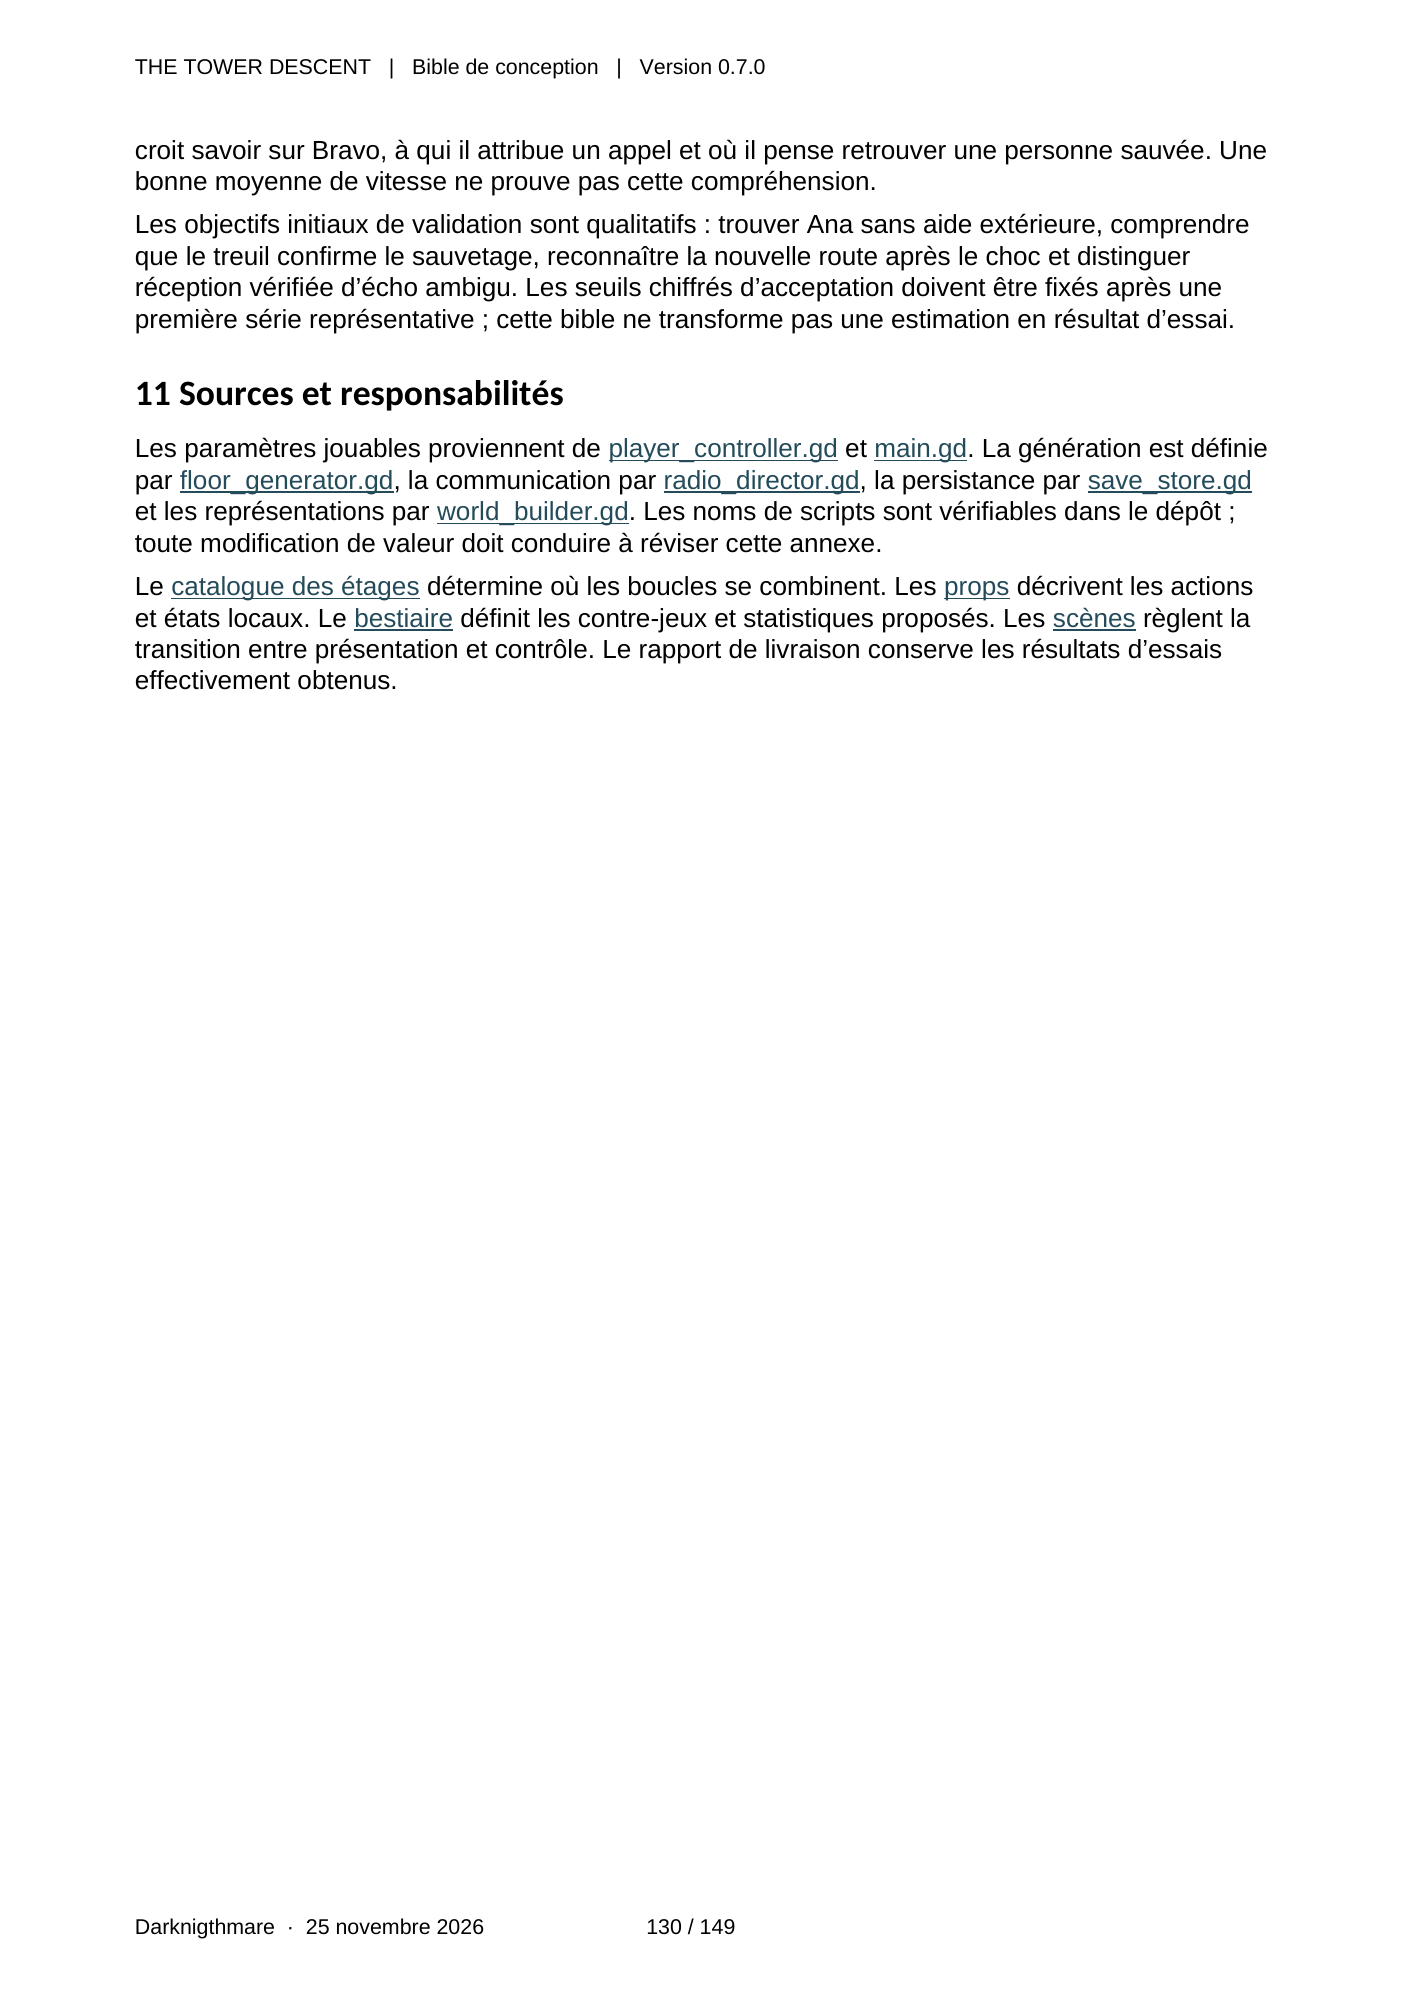 THE TOWER DESCENT | Bible de conception | Version 0.7.0
croit savoir sur Bravo, à qui il attribue un appel et où il pense retrouver une personne sauvée. Une
bonne moyenne de vitesse ne prouve pas cette compréhension.
Les objectifs initiaux de validation sont qualitatifs : trouver Ana sans aide extérieure, comprendre
que le treuil confirme le sauvetage, reconnaître la nouvelle route après le choc et distinguer
réception vérifiée d’écho ambigu. Les seuils chiffrés d’acceptation doivent être fixés après une
première série représentative ; cette bible ne transforme pas une estimation en résultat d’essai.
11 Sources et responsabilités
Les paramètres jouables proviennent de player_controller.gd et main.gd. La génération est définie
par floor_generator.gd, la communication par radio_director.gd, la persistance par save_store.gd
et les représentations par world_builder.gd. Les noms de scripts sont vérifiables dans le dépôt ;
toute modification de valeur doit conduire à réviser cette annexe.
Le catalogue des étages détermine où les boucles se combinent. Les props décrivent les actions
et états locaux. Le bestiaire définit les contre-jeux et statistiques proposés. Les scènes règlent la
transition entre présentation et contrôle. Le rapport de livraison conserve les résultats d’essais
effectivement obtenus.
Darknigthmare · 25 novembre 2026 130 / 149